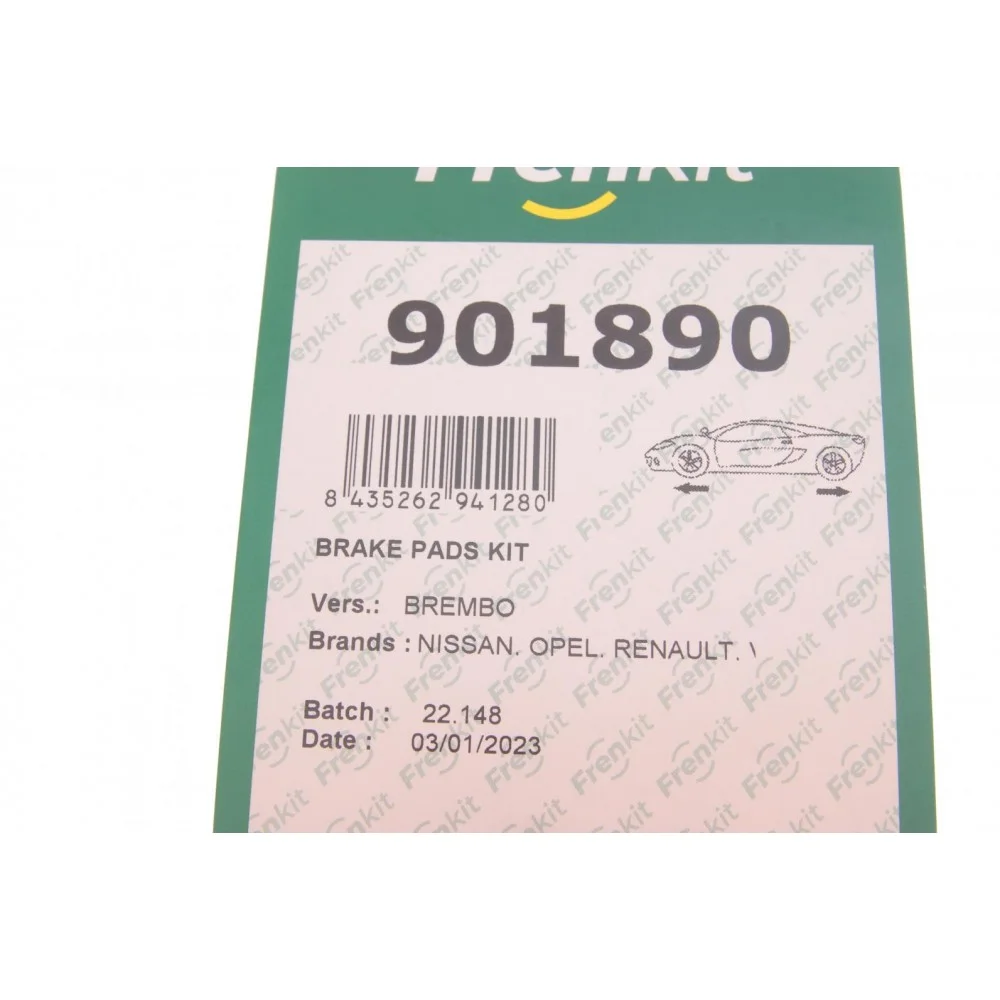 Frenkit
901890
8 435262 941280
BRAKE PADS KIT
Vers.: BREMBO
Brands : NISSAN. OPEL. RENAULT.
Batch : 22.148
Date : 03/01/2023